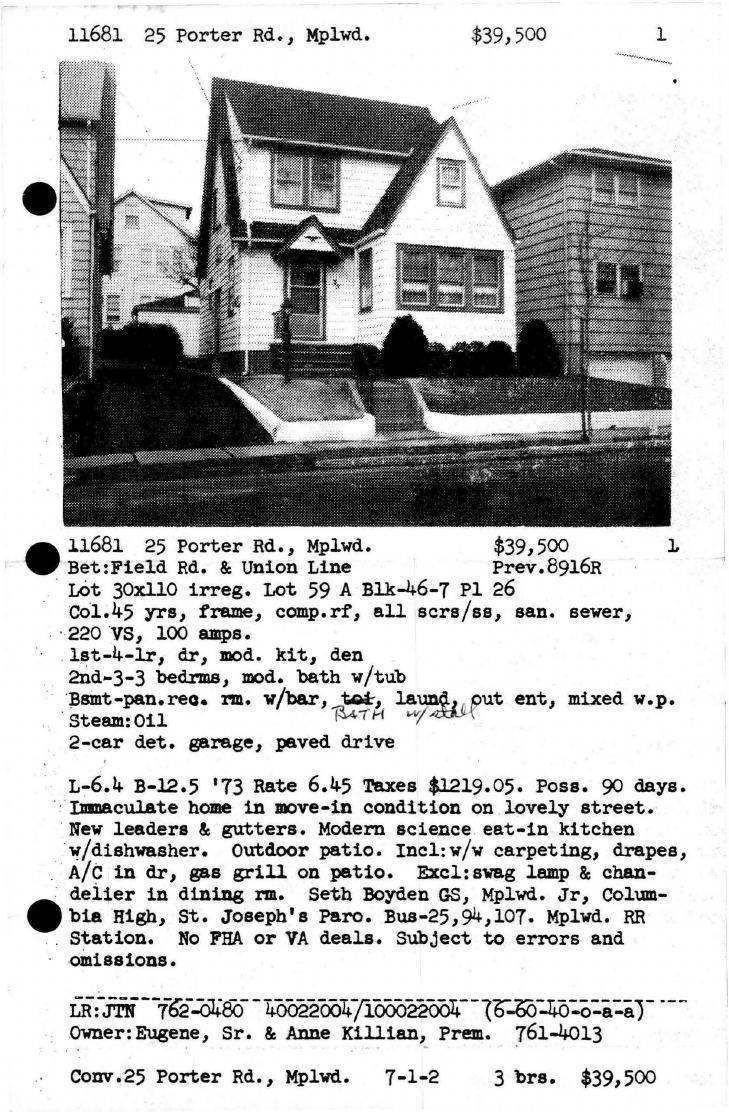 11681 25 Porter Rd., Mplwd. $39,500 1
11681 25 Porter Rd., Mplwd. $39,500 1
Bet:Field Rd. & Union Line Prev.8916R
Lot 30x110 irreg. Lot 59 A Blk-46-7 Pl 26
Col.45 yrs, frame, comp.rf, all scrs/ss, san. sewer,
220 VS, 100 amps.
1st-4-lr, dr, mod. kit, den
2nd-3-3 bedrms, mod. bath w/tub
Bsmt-pan.rec. rm. w/bar, tot, laund, out ent, mixed w.p.
BATH w/stall
Steam:Oil
2-car det. garage, paved drive
L-6.4 B-12.5 '73 Rate 6.45 Taxes $1219.05. Poss. 90 days.
Immaculate home in move-in condition on lovely street.
New leaders & gutters. Modern science eat-in kitchen
w/dishwasher. Outdoor patio. Incl:w/w carpeting, drapes,
A/C in dr, gas grill on patio. Excl:swag lamp & chan-
delier in dining rm. Seth Boyden GS, Mplwd. Jr, Colum-
bia High, St. Joseph's Paro. Bus-25,94,107. Mplwd. RR
Station. No FHA or VA deals. Subject to errors and
omissions.
LR:JTN 762-0480 40022004/100022004 (6-60-40-o-a-a)
Owner:Eugene, Sr. & Anne Killian, Prem. 761-4013
Conv.25 Porter Rd., Mplwd. 7-1-2 3 brs. $39,500